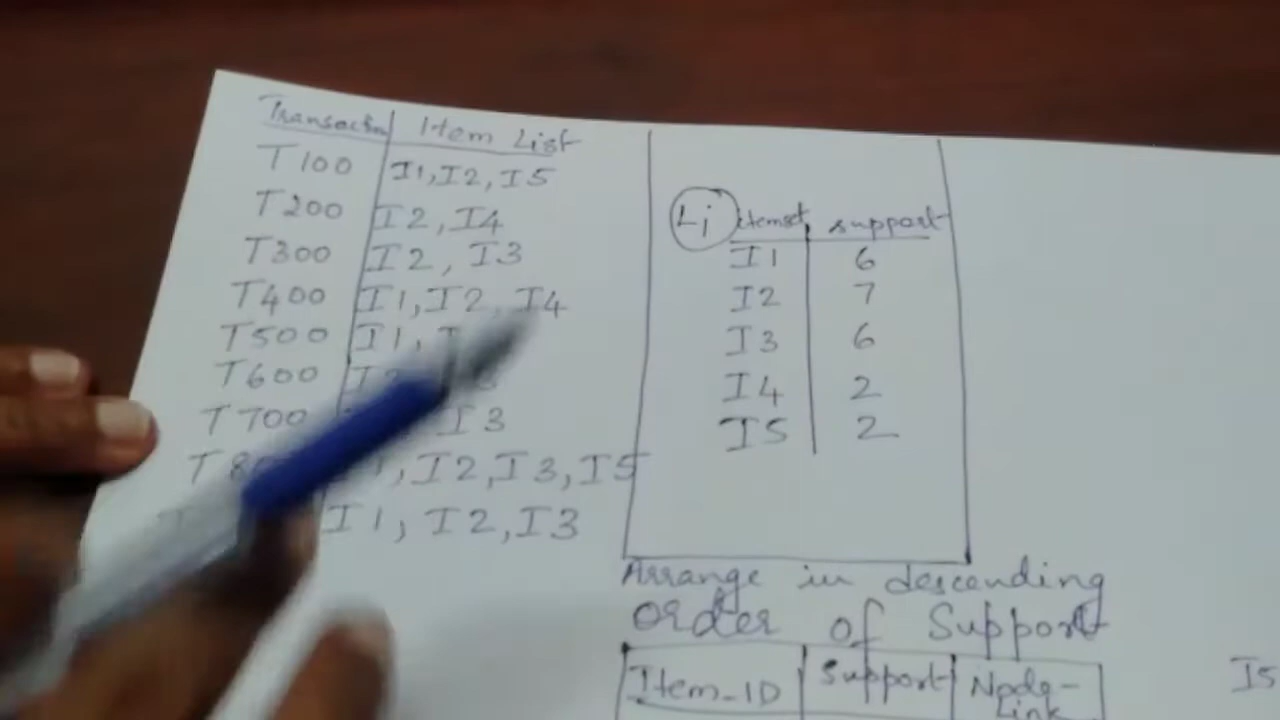 Transaction Item List
T100 I1, I2, I5
T200 I2, I4
T300 I2, I3
T400 I1, I2, I4
T500 I1,
T600
T700 I3
I2, I3, I5
I1, I2, I3
L1 itemset support
I1 6
I2 7
I3 6
I4 2
I5 2
Arrange in descending
order of Support
Item-ID Support Node-
Link
I5